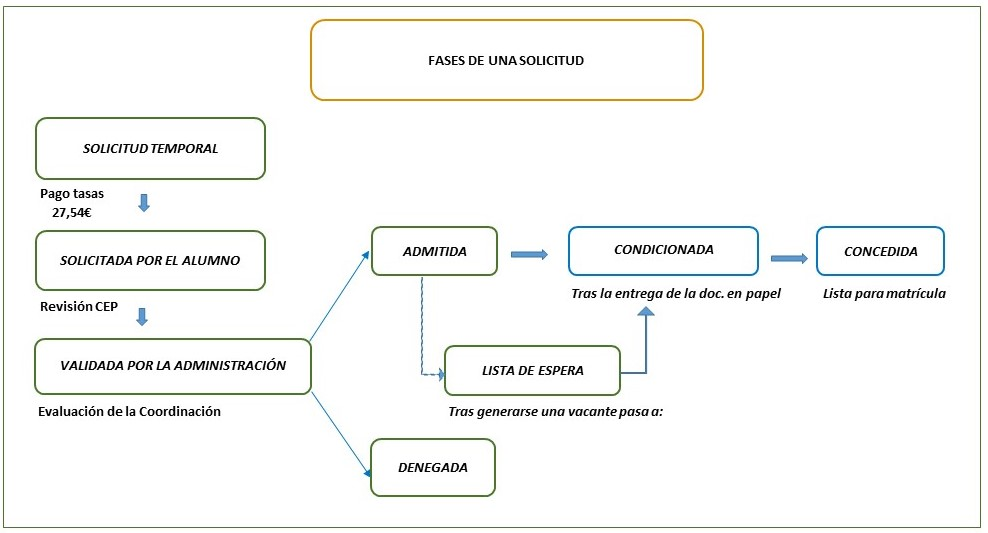 FASES DE UNA SOLICITUD
SOLICITUD TEMPORAL
Pago tasas
27,54€
SOLICITADA POR EL ALUMNO
Revisión CEP
VALIDADA POR LA ADMINISTRACIÓN
Evaluación de la Coordinación
ADMITIDA
CONDICIONADA
Tras la entrega de la doc. en papel
CONCEDIDA
Lista para matrícula
LISTA DE ESPERA
Tras generarse una vacante pasa a:
DENEGADA